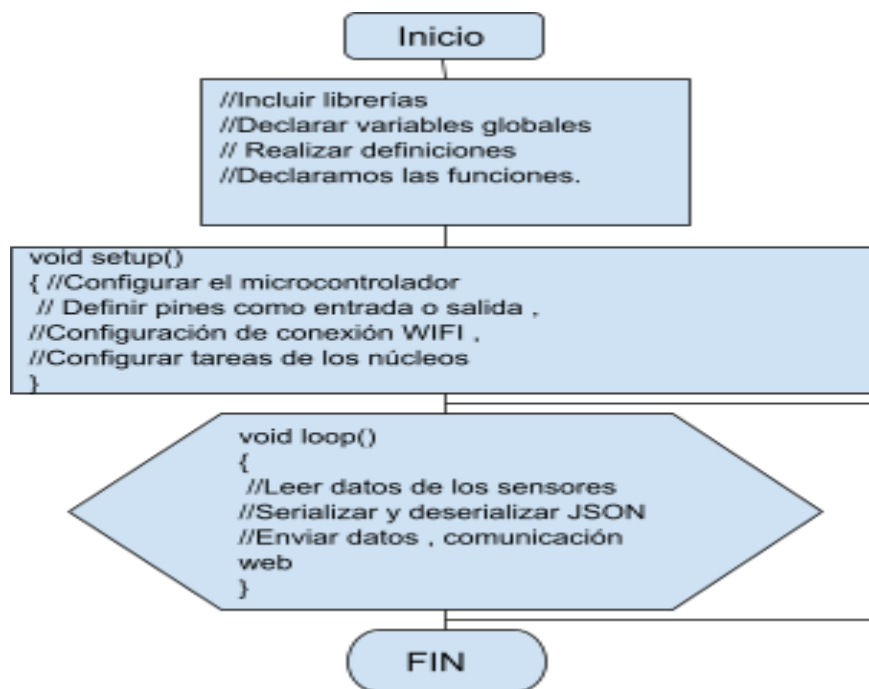 Inicio
//Incluir librerías
//Declarar variables globales
// Realizar definiciones
//Declaramos las funciones.
void setup()
{ //Configurar el microcontrolador
// Definir pines como entrada o salida ,
//Configuración de conexión WIFI ,
//Configurar tareas de los núcleos
}
void loop()
{
//Leer datos de los sensores
//Serializar y deserializar JSON
//Enviar datos , comunicación
web
}
FIN